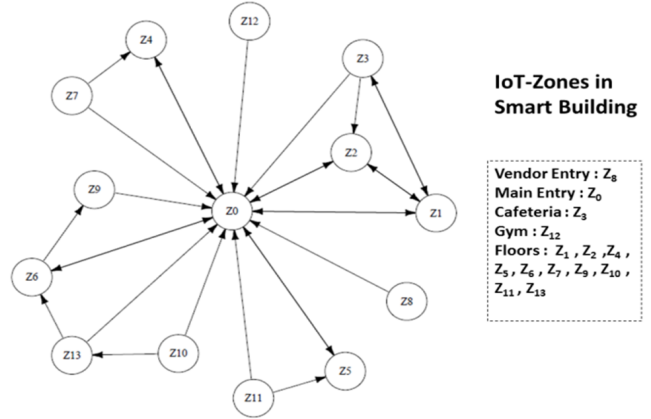 Z12
Z4
Z3
Z7
Z2
Z9
Z0
Z1
Z6
Z8
Z13
Z10
Z5
Z11
IoT-Zones in
Smart Building
Vendor Entry : Z₈
Main Entry : Z₀
Cafeteria : Z₃
Gym : Z₁₂
Floors : Z₁ , Z₂ ,Z₄ ,
Z₅ , Z₆ , Z₇ , Z₉ , Z₁₀ ,
Z₁₁ , Z₁₃